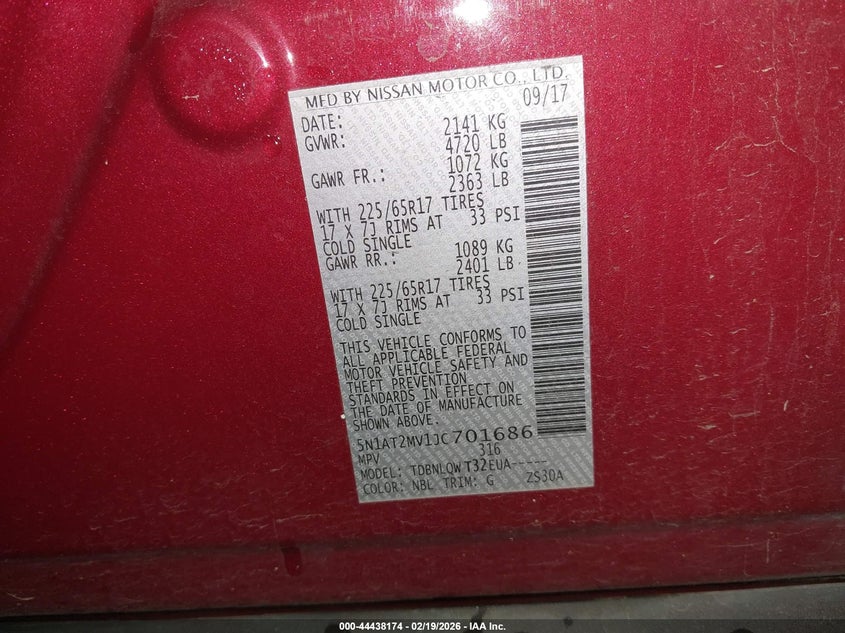 MFD BY NISSAN MOTOR CO., LTD.
DATE: 09/17
GVWR: 2141 KG
4720 LB
GAWR FR.: 1072 KG
2363 LB
WITH 225/65R17 TIRES
17 X 7J RIMS AT 33 PSI
COLD SINGLE
GAWR RR.: 1089 KG
2401 LB
WITH 225/65R17 TIRES
17 X 7J RIMS AT 33 PSI
COLD SINGLE
THIS VEHICLE CONFORMS TO
ALL APPLICABLE FEDERAL
MOTOR VEHICLE SAFETY AND
THEFT PREVENTION
STANDARDS IN EFFECT ON
THE DATE OF MANUFACTURE
SHOWN ABOVE.
5N1AT2MV1JC701686
MPV 316
MODEL: TDBNLQW T32EUA-----
COLOR: NBL TRIM: G ZS30A
000-44438174 - 02/19/2026 - IAA Inc.